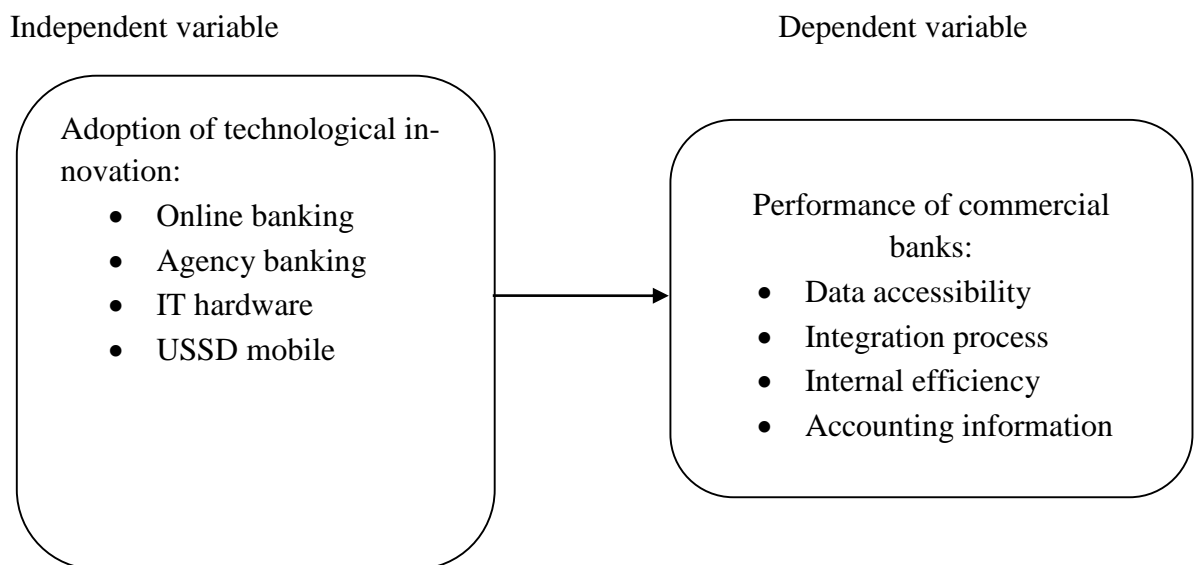 Independent variable
Dependent variable
Adoption of technological in-
novation:
• Online banking
• Agency banking
• IT hardware
• USSD mobile
Performance of commercial
banks:
• Data accessibility
• Integration process
• Internal efficiency
• Accounting information